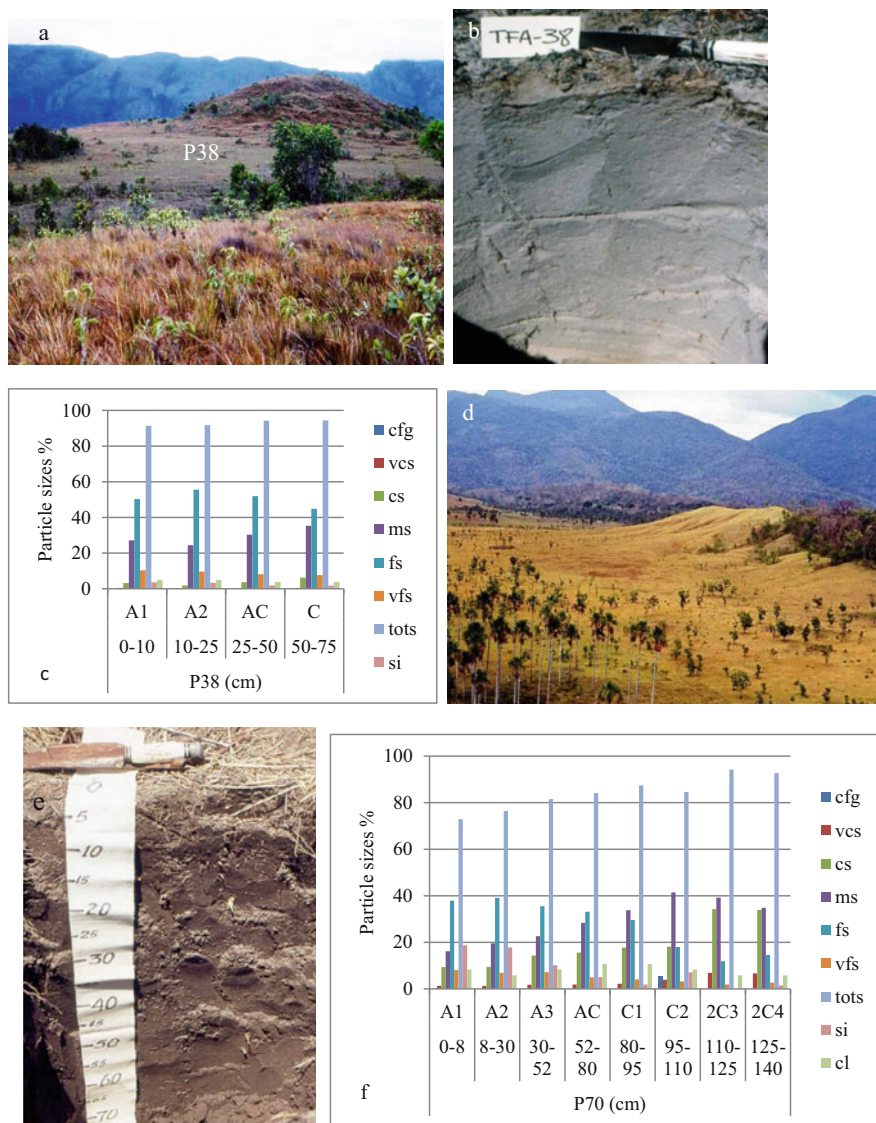 a
P38
b
TFA-38
100
80
60
40
20
0
Particle sizes %
A1 A2 AC C
0-10 10-25 25-50 50-75
P38 (cm)
c
cfg
vcs
cs
ms
fs
vfs
tots
si
d
e
0
5
10
15
20
25
30
40
45
50
55
60
65
70
100
80
60
40
20
0
Particle sizes %
A1 A2 A3 AC C1 C2 2C3 2C4
0-8 8-30 30- 52- 80- 95- 110- 125-
52 80 95 110 125 140
P70 (cm)
f
cfg
vcs
cs
ms
fs
vfs
tots
si
cl